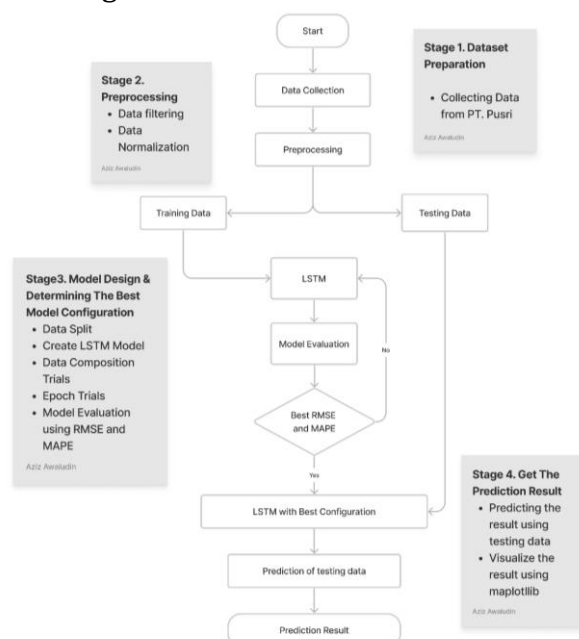 Start
Stage 1. Dataset
Preparation
• Collecting Data
from PT. Pusri
Aziz Awaludin
Stage 2.
Preprocessing
• Data filtering
• Data
Normalization
Aziz Awaludin
Data Collection
Preprocessing
Training Data
Testing Data
Stage3. Model Design &
Determining The Best
Model Configuration
• Data Split
• Create LSTM Model
• Data Composition
Trials
• Epoch Trials
• Model Evaluation
using RMSE and
MAPE
Aziz Awaludin
LSTM
Model Evaluation
No
Best RMSE
and MAPE
Yes
LSTM with Best Configuration
Stage 4. Get The
Prediction Result
• Predicting the
result using
testing data
• Visualize the
result using
maplotllib
Aziz Awaludin
Prediction of testing data
Prediction Result